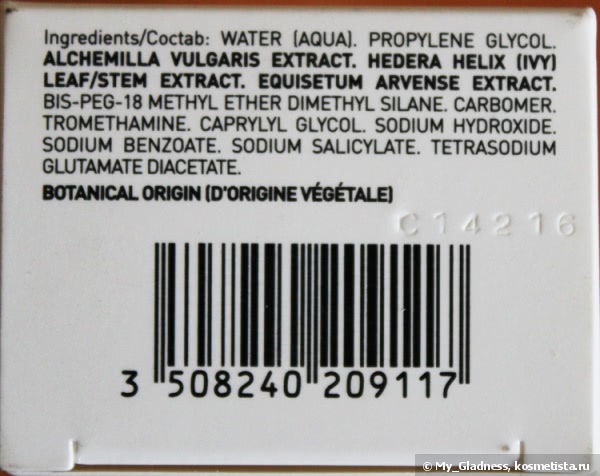 Ingredients/Coctab: WATER (AQUA). PROPYLENE GLYCOL.
ALCHEMILLA VULGARIS EXTRACT. HEDERA HELIX (IVY)
LEAF/STEM EXTRACT. EQUISETUM ARVENSE EXTRACT.
BIS-PEG-18 METHYL ETHER DIMETHYL SILANE. CARBOMER.
TROMETHAMINE. CAPRYLYL GLYCOL. SODIUM HYDROXIDE.
SODIUM BENZOATE. SODIUM SALICYLATE. TETRASODIUM
GLUTAMATE DIACETATE.
BOTANICAL ORIGIN (D'ORIGINE VÉGÉTALE)
C14216
3 508240 209117
© My_Gladness, kosmetista.ru